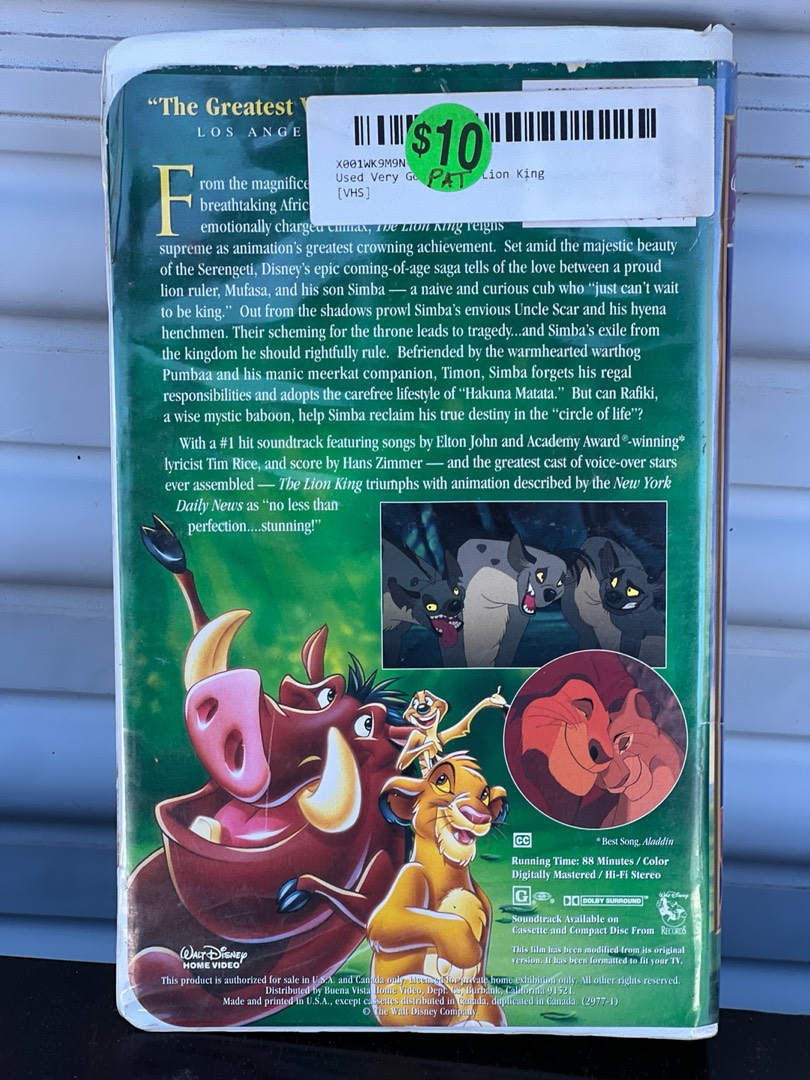 “The Greatest
LOS ANGE
X001WK9M9N
Used Very Lion King
[VHS]
$10
PAT
From the magnifice
breathtaking Afric
emotionally charged climax, The Lion King reigns
supreme as animation’s greatest crowning achievement. Set amid the majestic beauty
of the Serengeti, Disney’s epic coming-of-age saga tells of the love between a proud
lion ruler, Mufasa, and his son Simba — a naive and curious cub who “just can’t wait
to be king.” Out from the shadows prowl Simba’s envious Uncle Scar and his hyena
henchmen. Their scheming for the throne leads to tragedy...and Simba’s exile from
the kingdom he should rightfully rule. Befriended by the warmhearted warthog
Pumbaa and his manic meerkat companion, Timon, Simba forgets his regal
responsibilities and adopts the carefree lifestyle of “Hakuna Matata.” But can Rafiki,
a wise mystic baboon, help Simba reclaim his true destiny in the “circle of life”?
With a #1 hit soundtrack featuring songs by Elton John and Academy Award®-winning*
lyricist Tim Rice, and score by Hans Zimmer — and the greatest cast of voice-over stars
ever assembled — The Lion King triumphs with animation described by the New York
Daily News as “no less than
perfection....stunning!”
CC
*Best Song, Aladdin
Running Time: 88 Minutes / Color
Digitally Mastered / Hi-Fi Stereo
G
DOLBY SURROUND™
Soundtrack Available on
Cassette and Compact Disc From
Walt Disney
RECORDS
This film has been modified from its original
version. It has been formatted to fit your TV.
WALT DISNEY
HOME VIDEO®
This product is authorized for sale in U.S.A. and Canada only. Licensed for private home exhibition only. All other rights reserved.
Distributed by Buena Vista Home Video, Dept. CS, Burbank, California 91521.
Made and printed in U.S.A., except cassettes distributed in Canada, duplicated in Canada. (2977-1)
© The Walt Disney Company